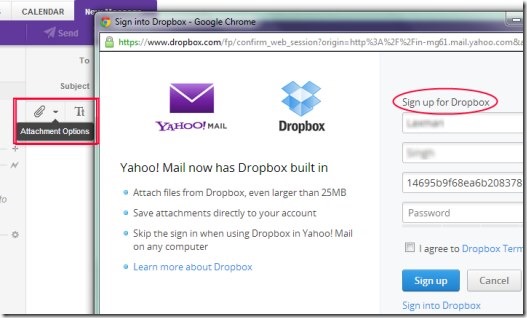 CALENDAR
Send
To
Subject
Attachment Options
Sign into Dropbox - Google Chrome
https://www.dropbox.com/fp/confirm_web_session?origin=http%3A%2F%2Fin-mg61.mail.yahoo.com&
YAHOO! MAIL
Dropbox
Yahoo! Mail now has Dropbox built in
Attach files from Dropbox, even larger than 25MB
Save attachments directly to your account
Skip the sign in when using Dropbox in Yahoo! Mail
on any computer
Learn more about Dropbox
Sign up for Dropbox
Laxman
Singh
14695b9f68ea6b208378
Password
I agree to Dropbox Term
Sign up
Cancel
Sign into Dropbox